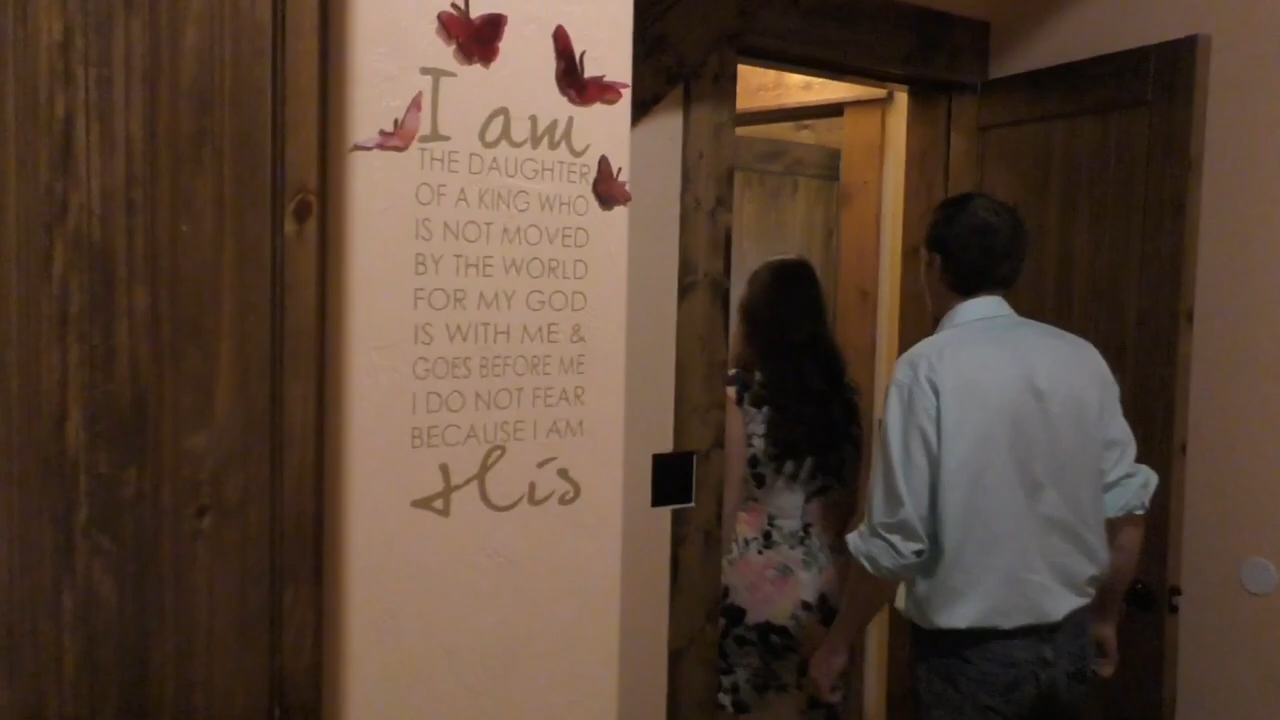 I am
THE DAUGHTER
OF A KING WHO
IS NOT MOVED
BY THE WORLD
FOR MY GOD
IS WITH ME &
GOES BEFORE ME
I DO NOT FEAR
BECAUSE I AM
His